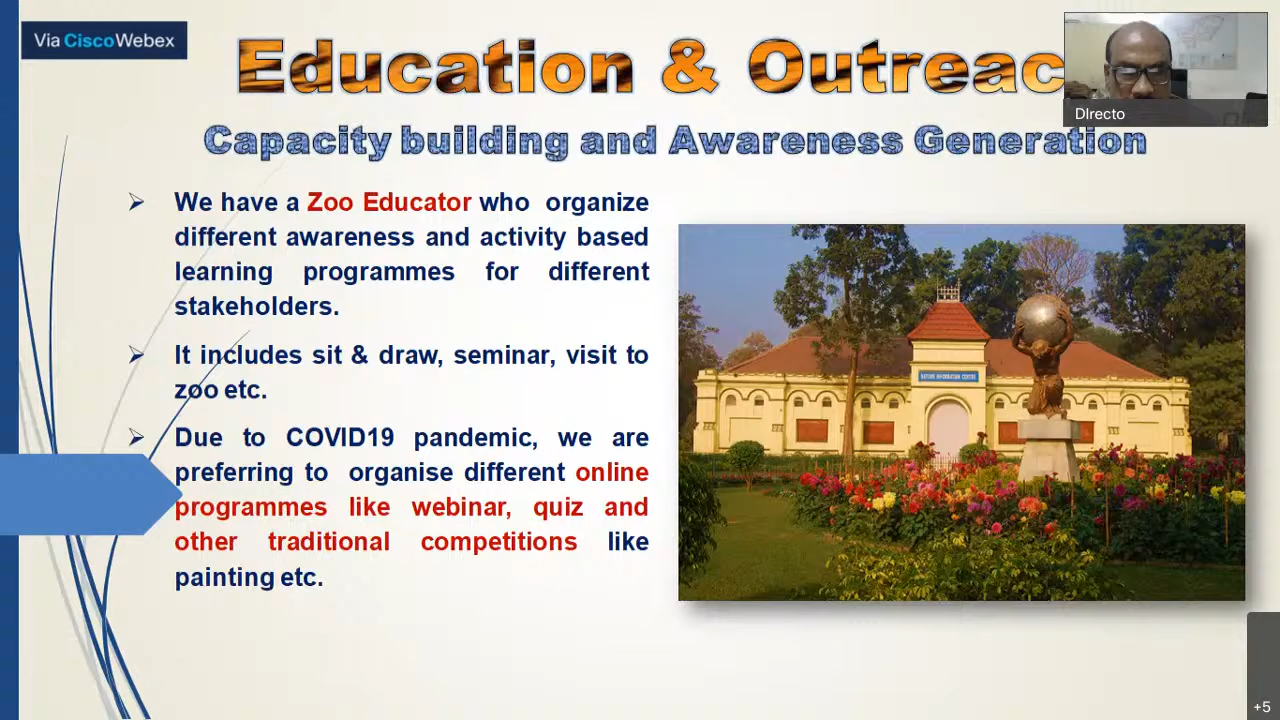 Via CiscoWebex
Education & Outreac
DIrecto
Capacity building and Awareness Generation
We have a Zoo Educator who organize
different awareness and activity based
learning programmes for different
stakeholders.
It includes sit & draw, seminar, visit to
zoo etc.
Due to COVID19 pandemic, we are
preferring to organise different online
programmes like webinar, quiz and
other traditional competitions like
painting etc.
NATURE INFORMATION CENTRE
+5